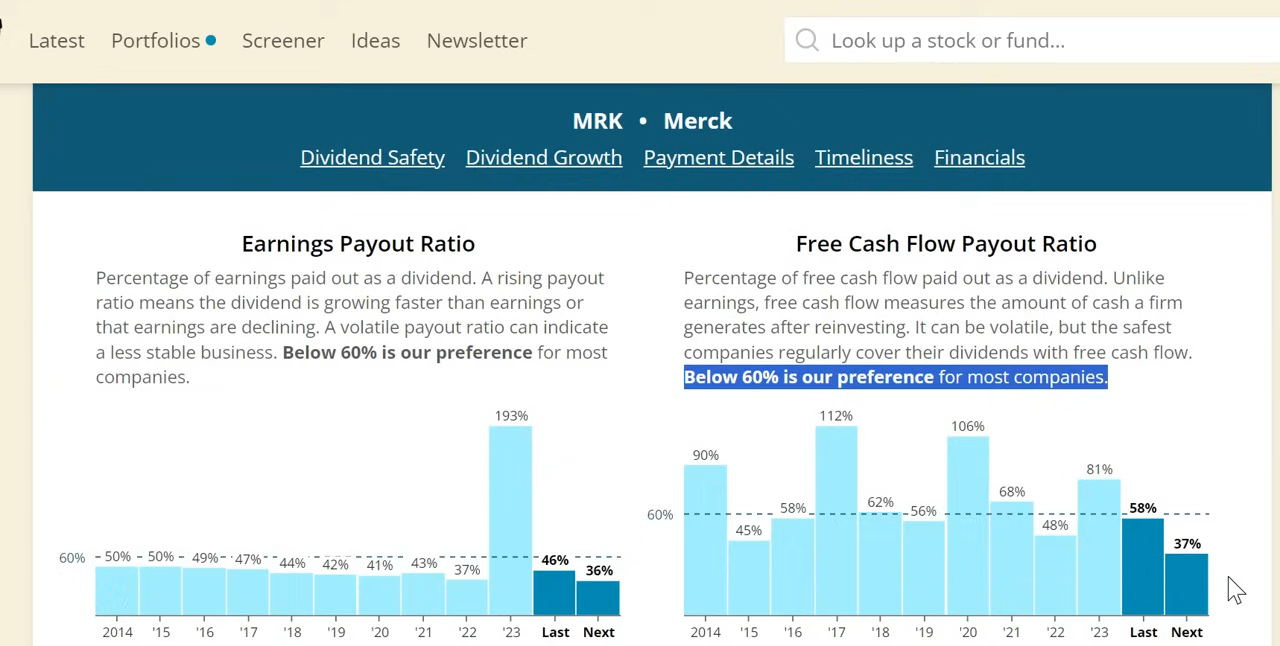 Latest Portfolios Screener Ideas Newsletter
Look up a stock or fund...
MRK • Merck
Dividend Safety Dividend Growth Payment Details Timeliness Financials
Earnings Payout Ratio
Percentage of earnings paid out as a dividend. A rising payout
ratio means the dividend is growing faster than earnings or
that earnings are declining. A volatile payout ratio can indicate
a less stable business. Below 60% is our preference for most
companies.
193%
60% 50% 50% 49% 47% 44% 42% 41% 43% 37% 46% 36%
2014 '15 '16 '17 '18 '19 '20 '21 '22 '23 Last Next
Free Cash Flow Payout Ratio
Percentage of free cash flow paid out as a dividend. Unlike
earnings, free cash flow measures the amount of cash a firm
generates after reinvesting. It can be volatile, but the safest
companies regularly cover their dividends with free cash flow.
Below 60% is our preference for most companies.
60% 90% 45% 58% 112% 62% 56% 106% 68% 48% 81% 58% 37%
2014 '15 '16 '17 '18 '19 '20 '21 '22 '23 Last Next